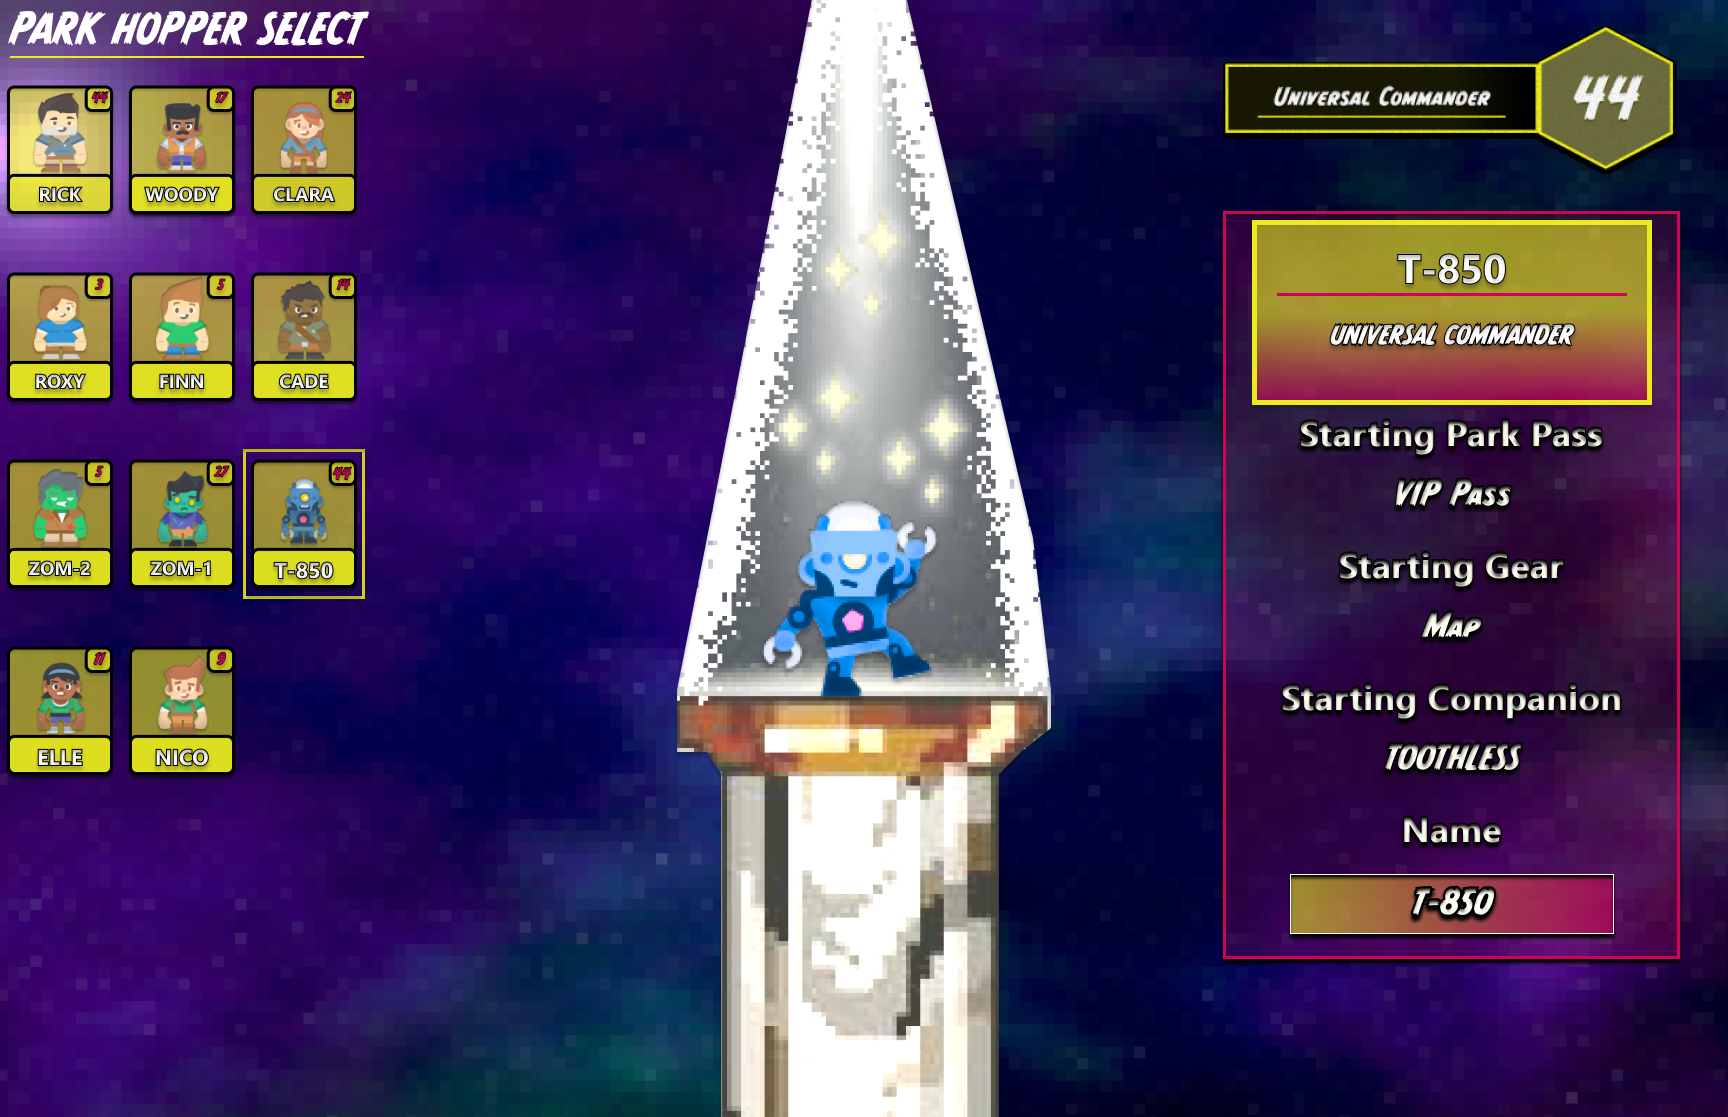 PARK HOPPER SELECT
44
RICK
17
WOODY
24
CLARA
3
ROXY
5
FINN
14
CADE
5
ZOM-2
27
ZOM-1
44
T-850
11
ELLE
9
NICO
Universal Commander
44
T-850
UNIVERSAL COMMANDER
Starting Park Pass
VIP Pass
Starting Gear
Map
Starting Companion
TOOTHLESS
Name
T-850